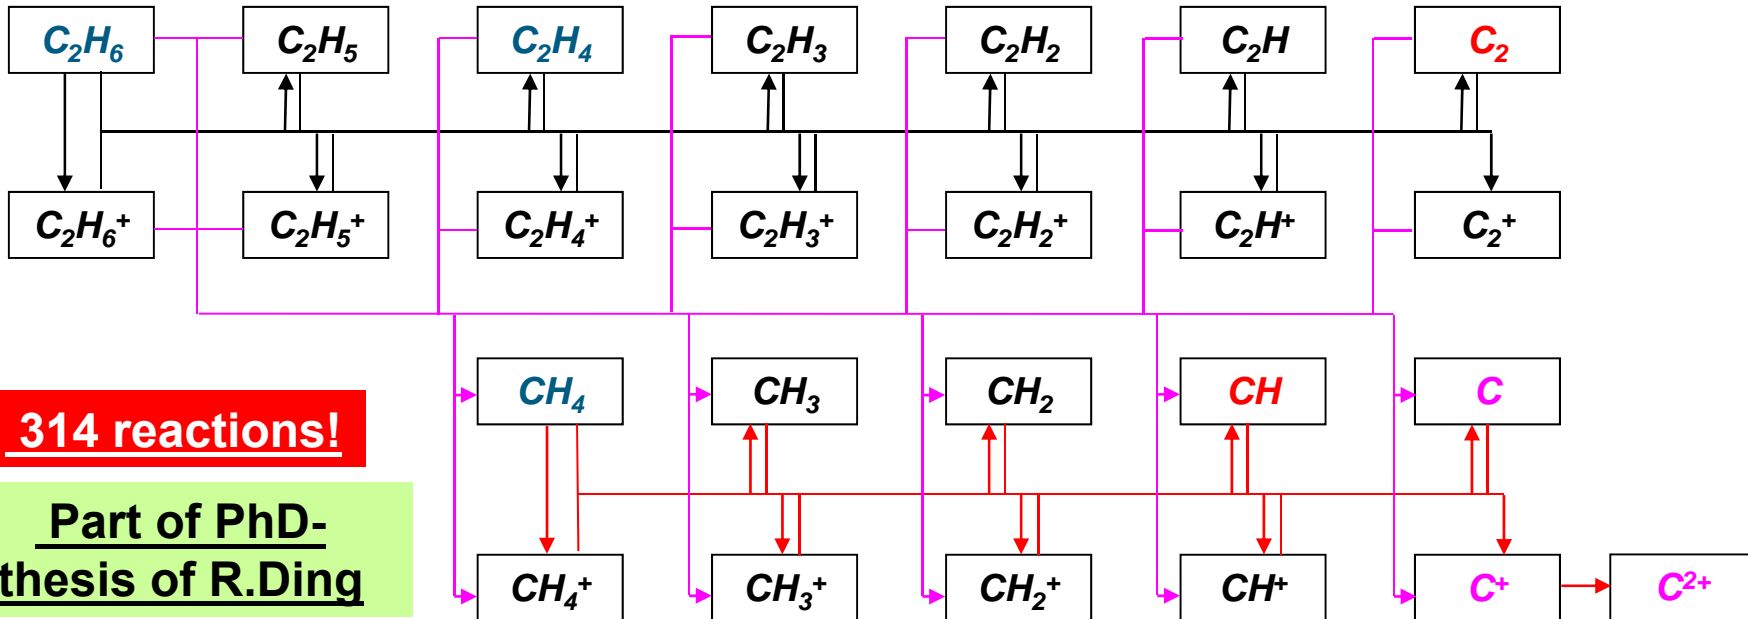 C₂H₆ C₂H₅ C₂H₄ C₂H₃ C₂H₂ C₂H C₂
C₂H₆⁺ C₂H₅⁺ C₂H₄⁺ C₂H₃⁺ C₂H₂⁺ C₂H⁺ C₂⁺
CH₄ CH₃ CH₂ CH C
314 reactions!
Part of PhD-
thesis of R.Ding
CH₄⁺ CH₃⁺ CH₂⁺ CH⁺ C⁺ C²⁺